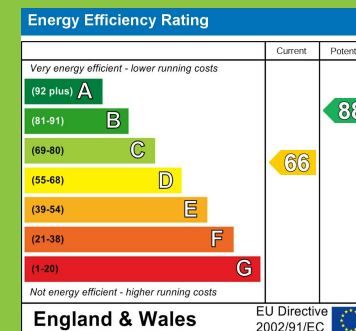 Energy Efficiency Rating
Current
Very energy efficient - lower running costs
(92 plus) A
(81-91) B
88
(69-80) C
66
(55-68) D
(39-54) E
(21-38) F
(1-20) G
Not energy efficient - higher running costs
England & Wales
EU Directive
2002/91/EC